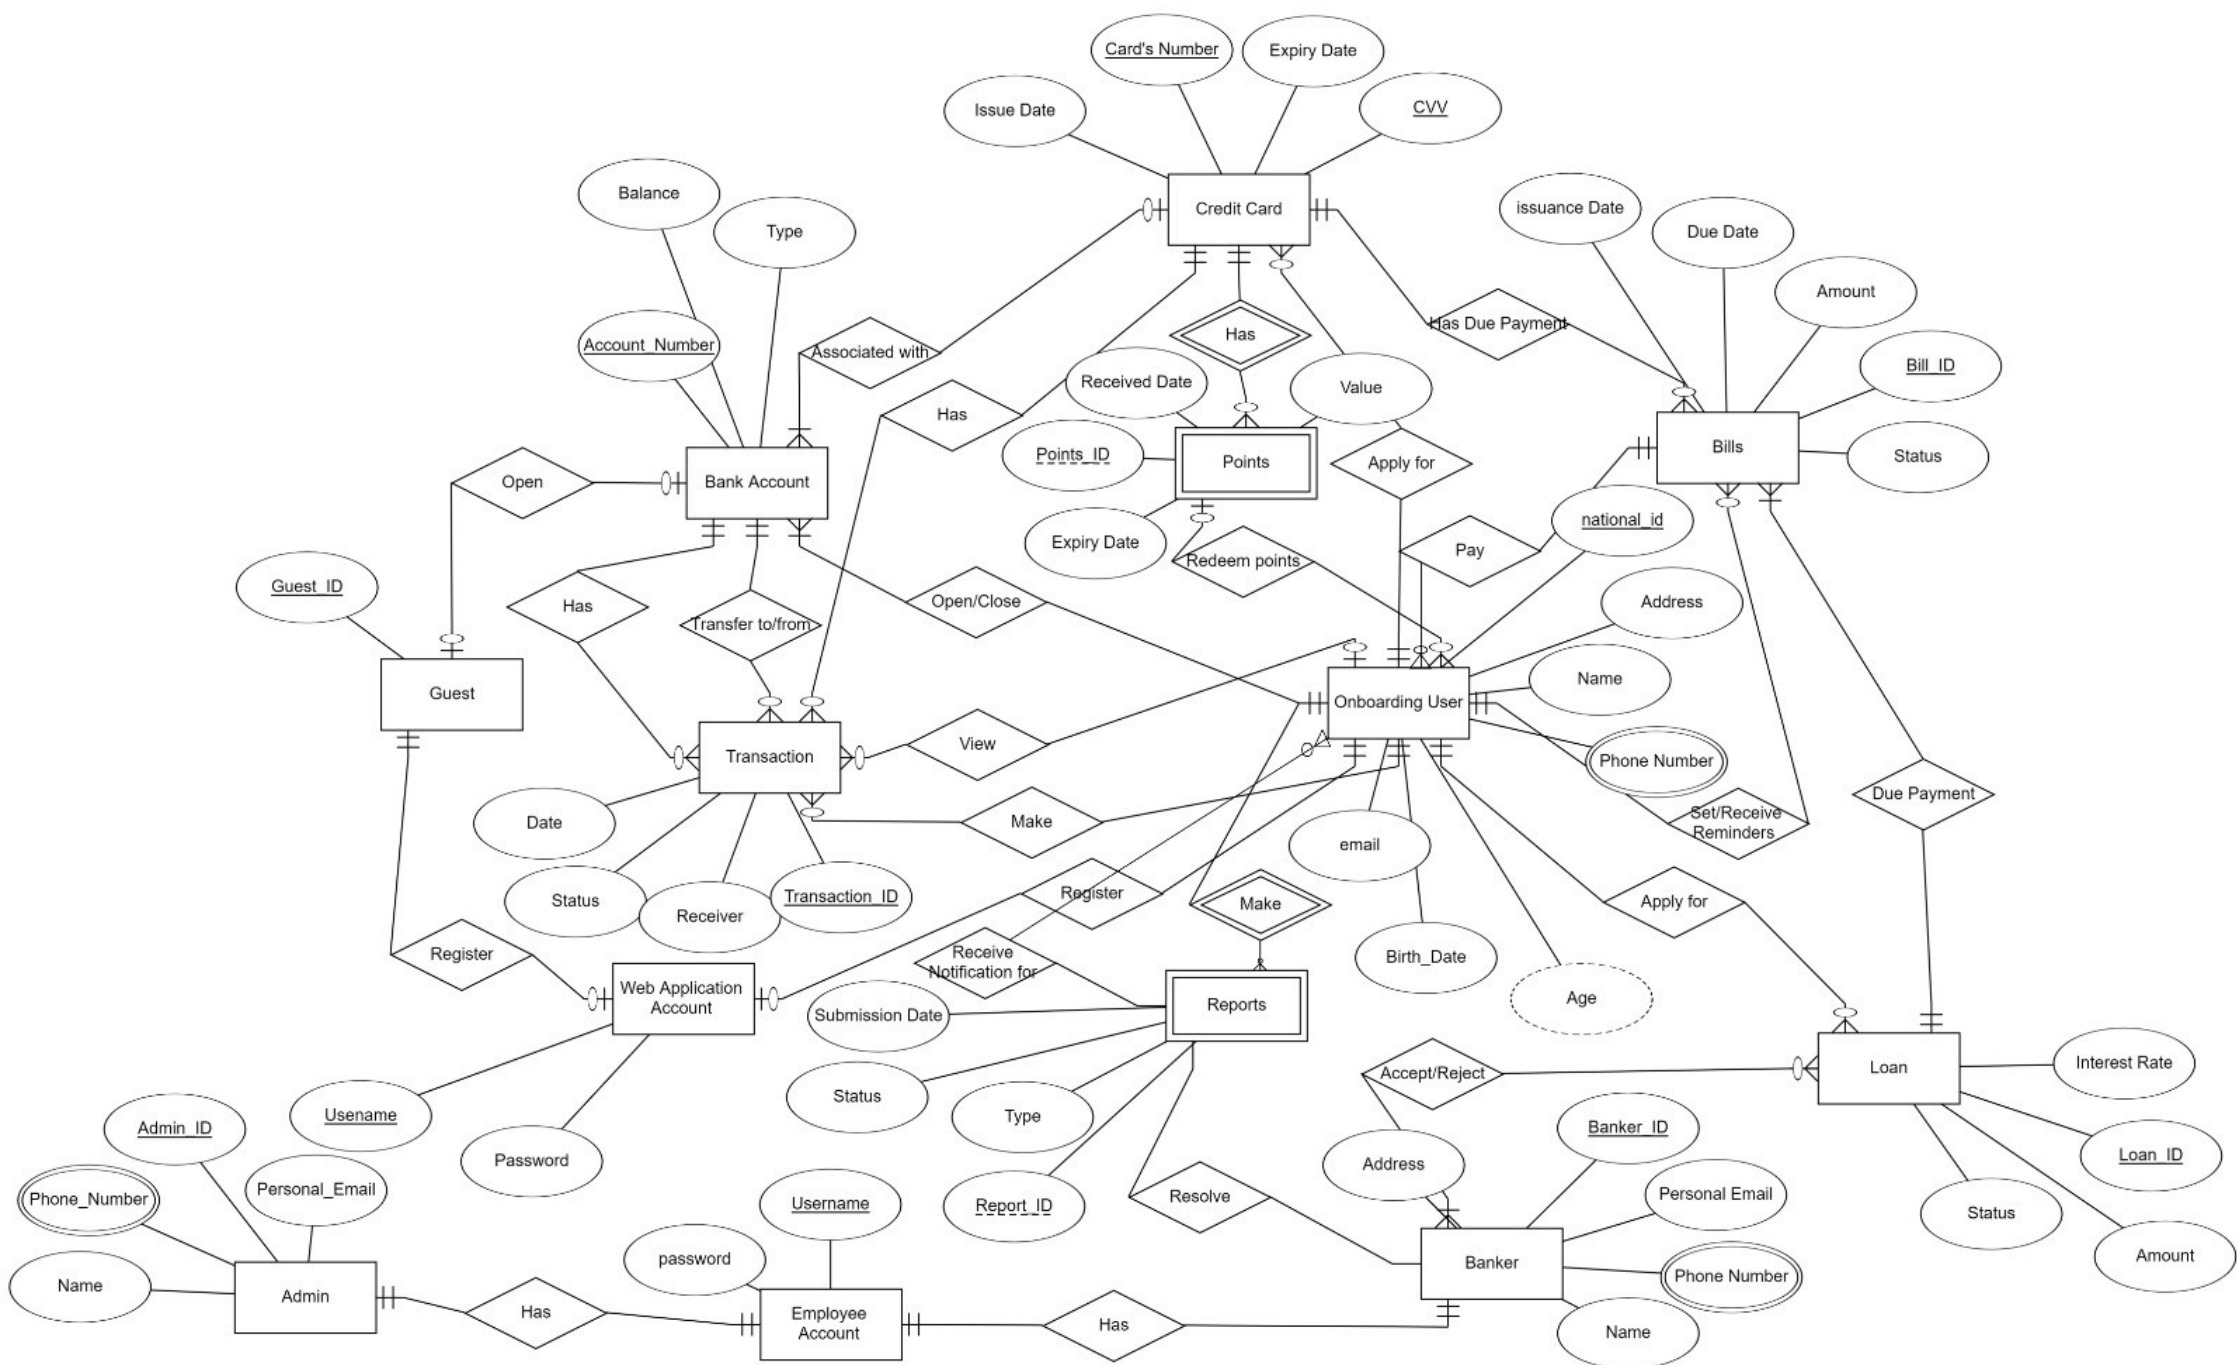 Card's Number
Expiry Date
Issue Date
CVV
Balance
Type
Credit Card
issuance Date
Due Date
Amount
Account_Number
Associated with
Has
Has Due Payment
Received Date
Value
Bill_ID
Has
Bills
Status
Points_ID
Points
Apply for
Open
Bank Account
Expiry Date
Redeem points
Pay
national_id
Guest_ID
Has
Transfer to/from
Open/Close
Address
Guest
Name
Onboarding User
Transaction
View
Phone Number
Due Payment
Date
Make
Set/Receive
Reminders
email
Status
Receiver
Transaction_ID
Register
Make
Apply for
Register
Receive
Notification for
Birth_Date
Age
Web Application
Account
Submission Date
Reports
Usename
Status
Type
Accept/Reject
Loan
Interest Rate
Admin_ID
Password
Banker_ID
Loan_ID
Phone_Number
Personal_Email
Username
Report_ID
Resolve
Address
Personal Email
Status
Name
Admin
password
Banker
Phone Number
Amount
Has
Employee
Account
Has
Name